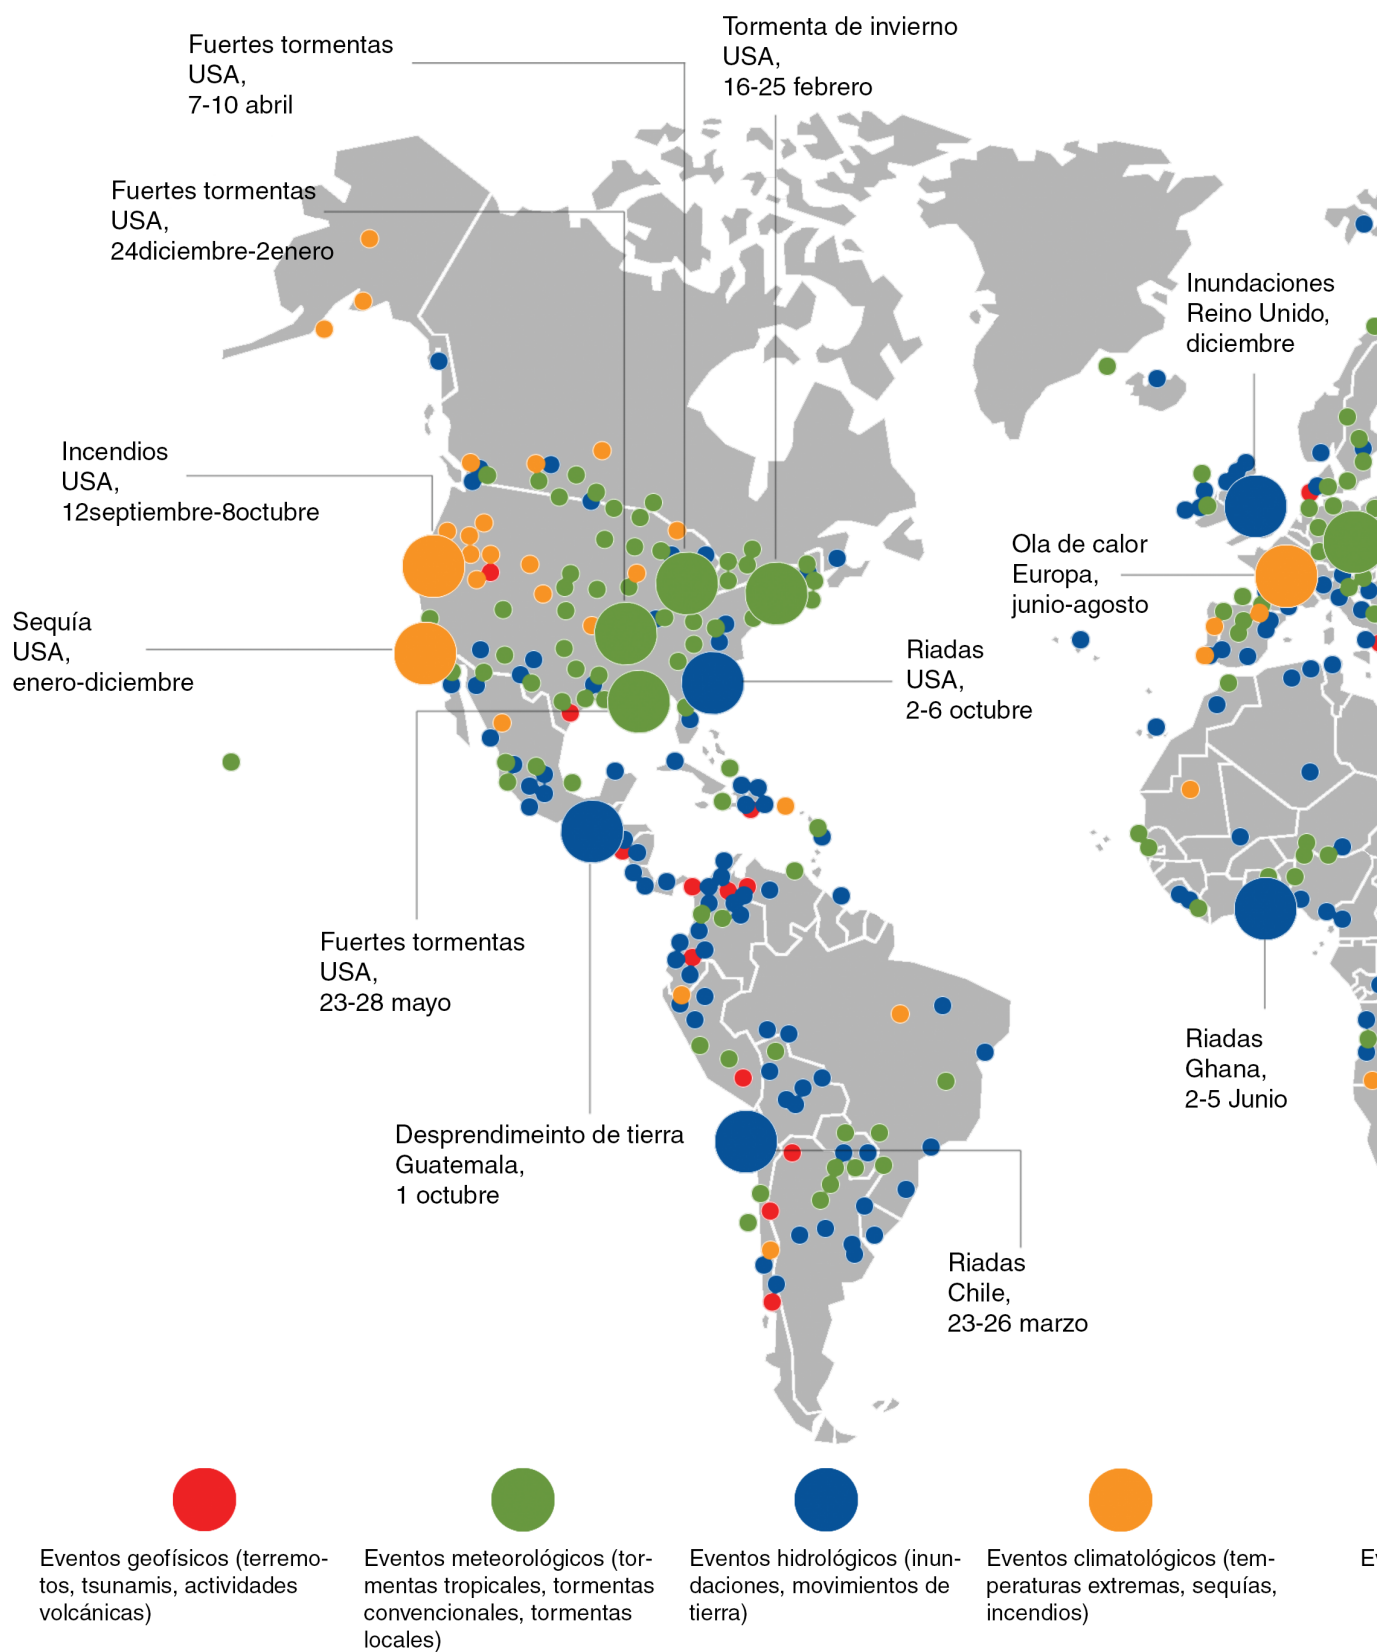 Tormenta de invierno
USA,
16-25 febrero
Fuertes tormentas
USA,
7-10 abril
Fuertes tormentas
USA,
24diciembre-2enero
Inundaciones
Reino Unido,
diciembre
Incendios
USA,
12septiembre-8octubre
Ola de calor
Europa,
junio-agosto
Sequía
USA,
enero-diciembre
Riadas
USA,
2-6 octubre
Fuertes tormentas
USA,
23-28 mayo
Riadas
Ghana,
2-5 Junio
Desprendimeinto de tierra
Guatemala,
1 octubre
Riadas
Chile,
23-26 marzo
Eventos geofísicos (terremo-
tos, tsunamis, actividades
volcánicas)
Eventos meteorológicos (tor-
mentas tropicales, tormentas
convencionales, tormentas
locales)
Eventos hidrológicos (inun-
daciones, movimientos de
tierra)
Eventos climatológicos (tem-
peraturas extremas, sequías,
incendios)